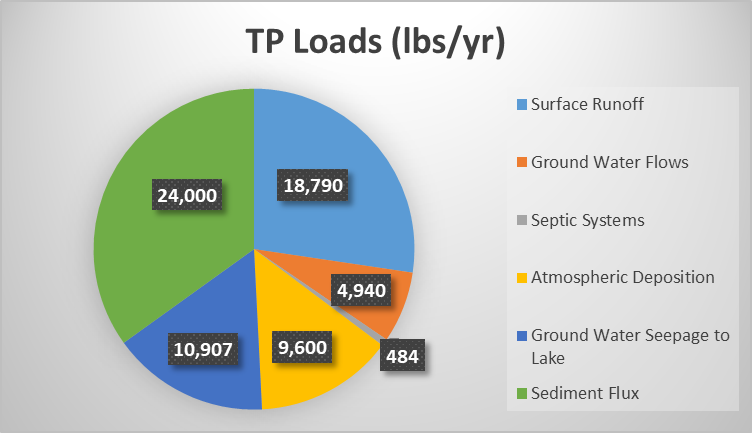 TP Loads (lbs/yr)
24,000
18,790
4,940
484
9,600
10,907
Surface Runoff
Ground Water Flows
Septic Systems
Atmospheric Deposition
Ground Water Seepage to
Lake
Sediment Flux